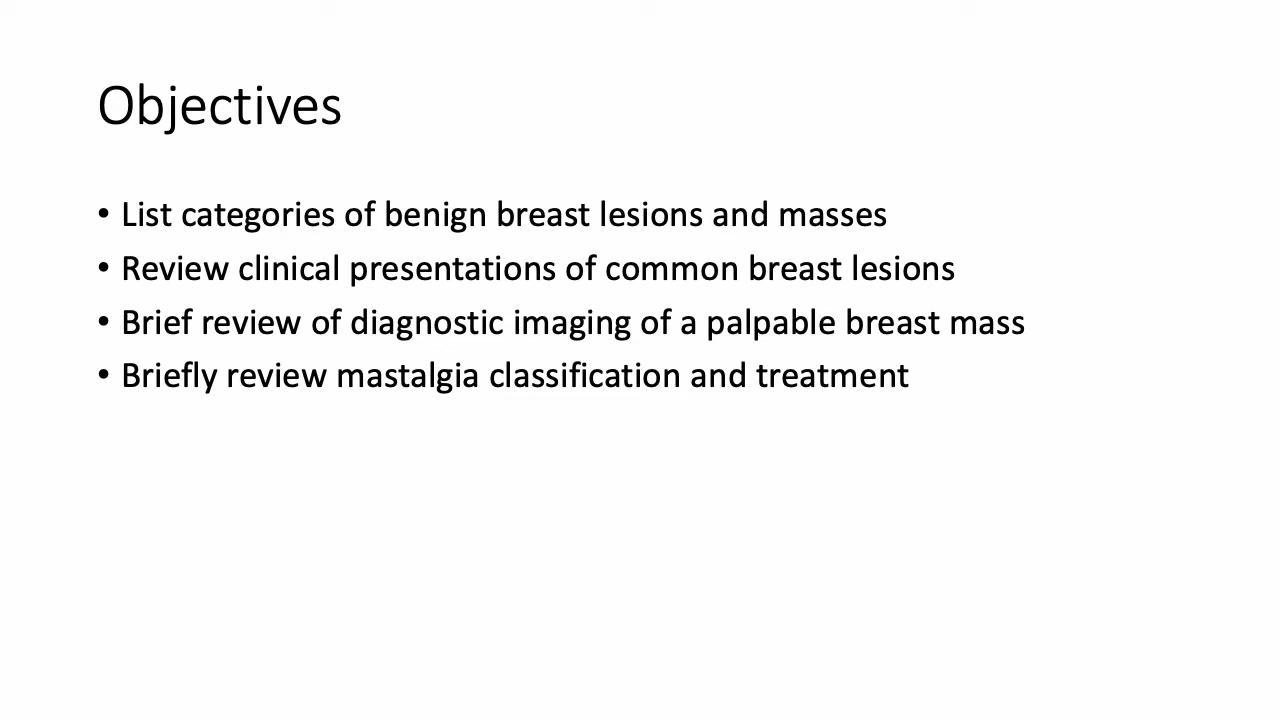 Objectives
• List categories of benign breast lesions and masses
• Review clinical presentations of common breast lesions
• Brief review of diagnostic imaging of a palpable breast mass
• Briefly review mastalgia classification and treatment